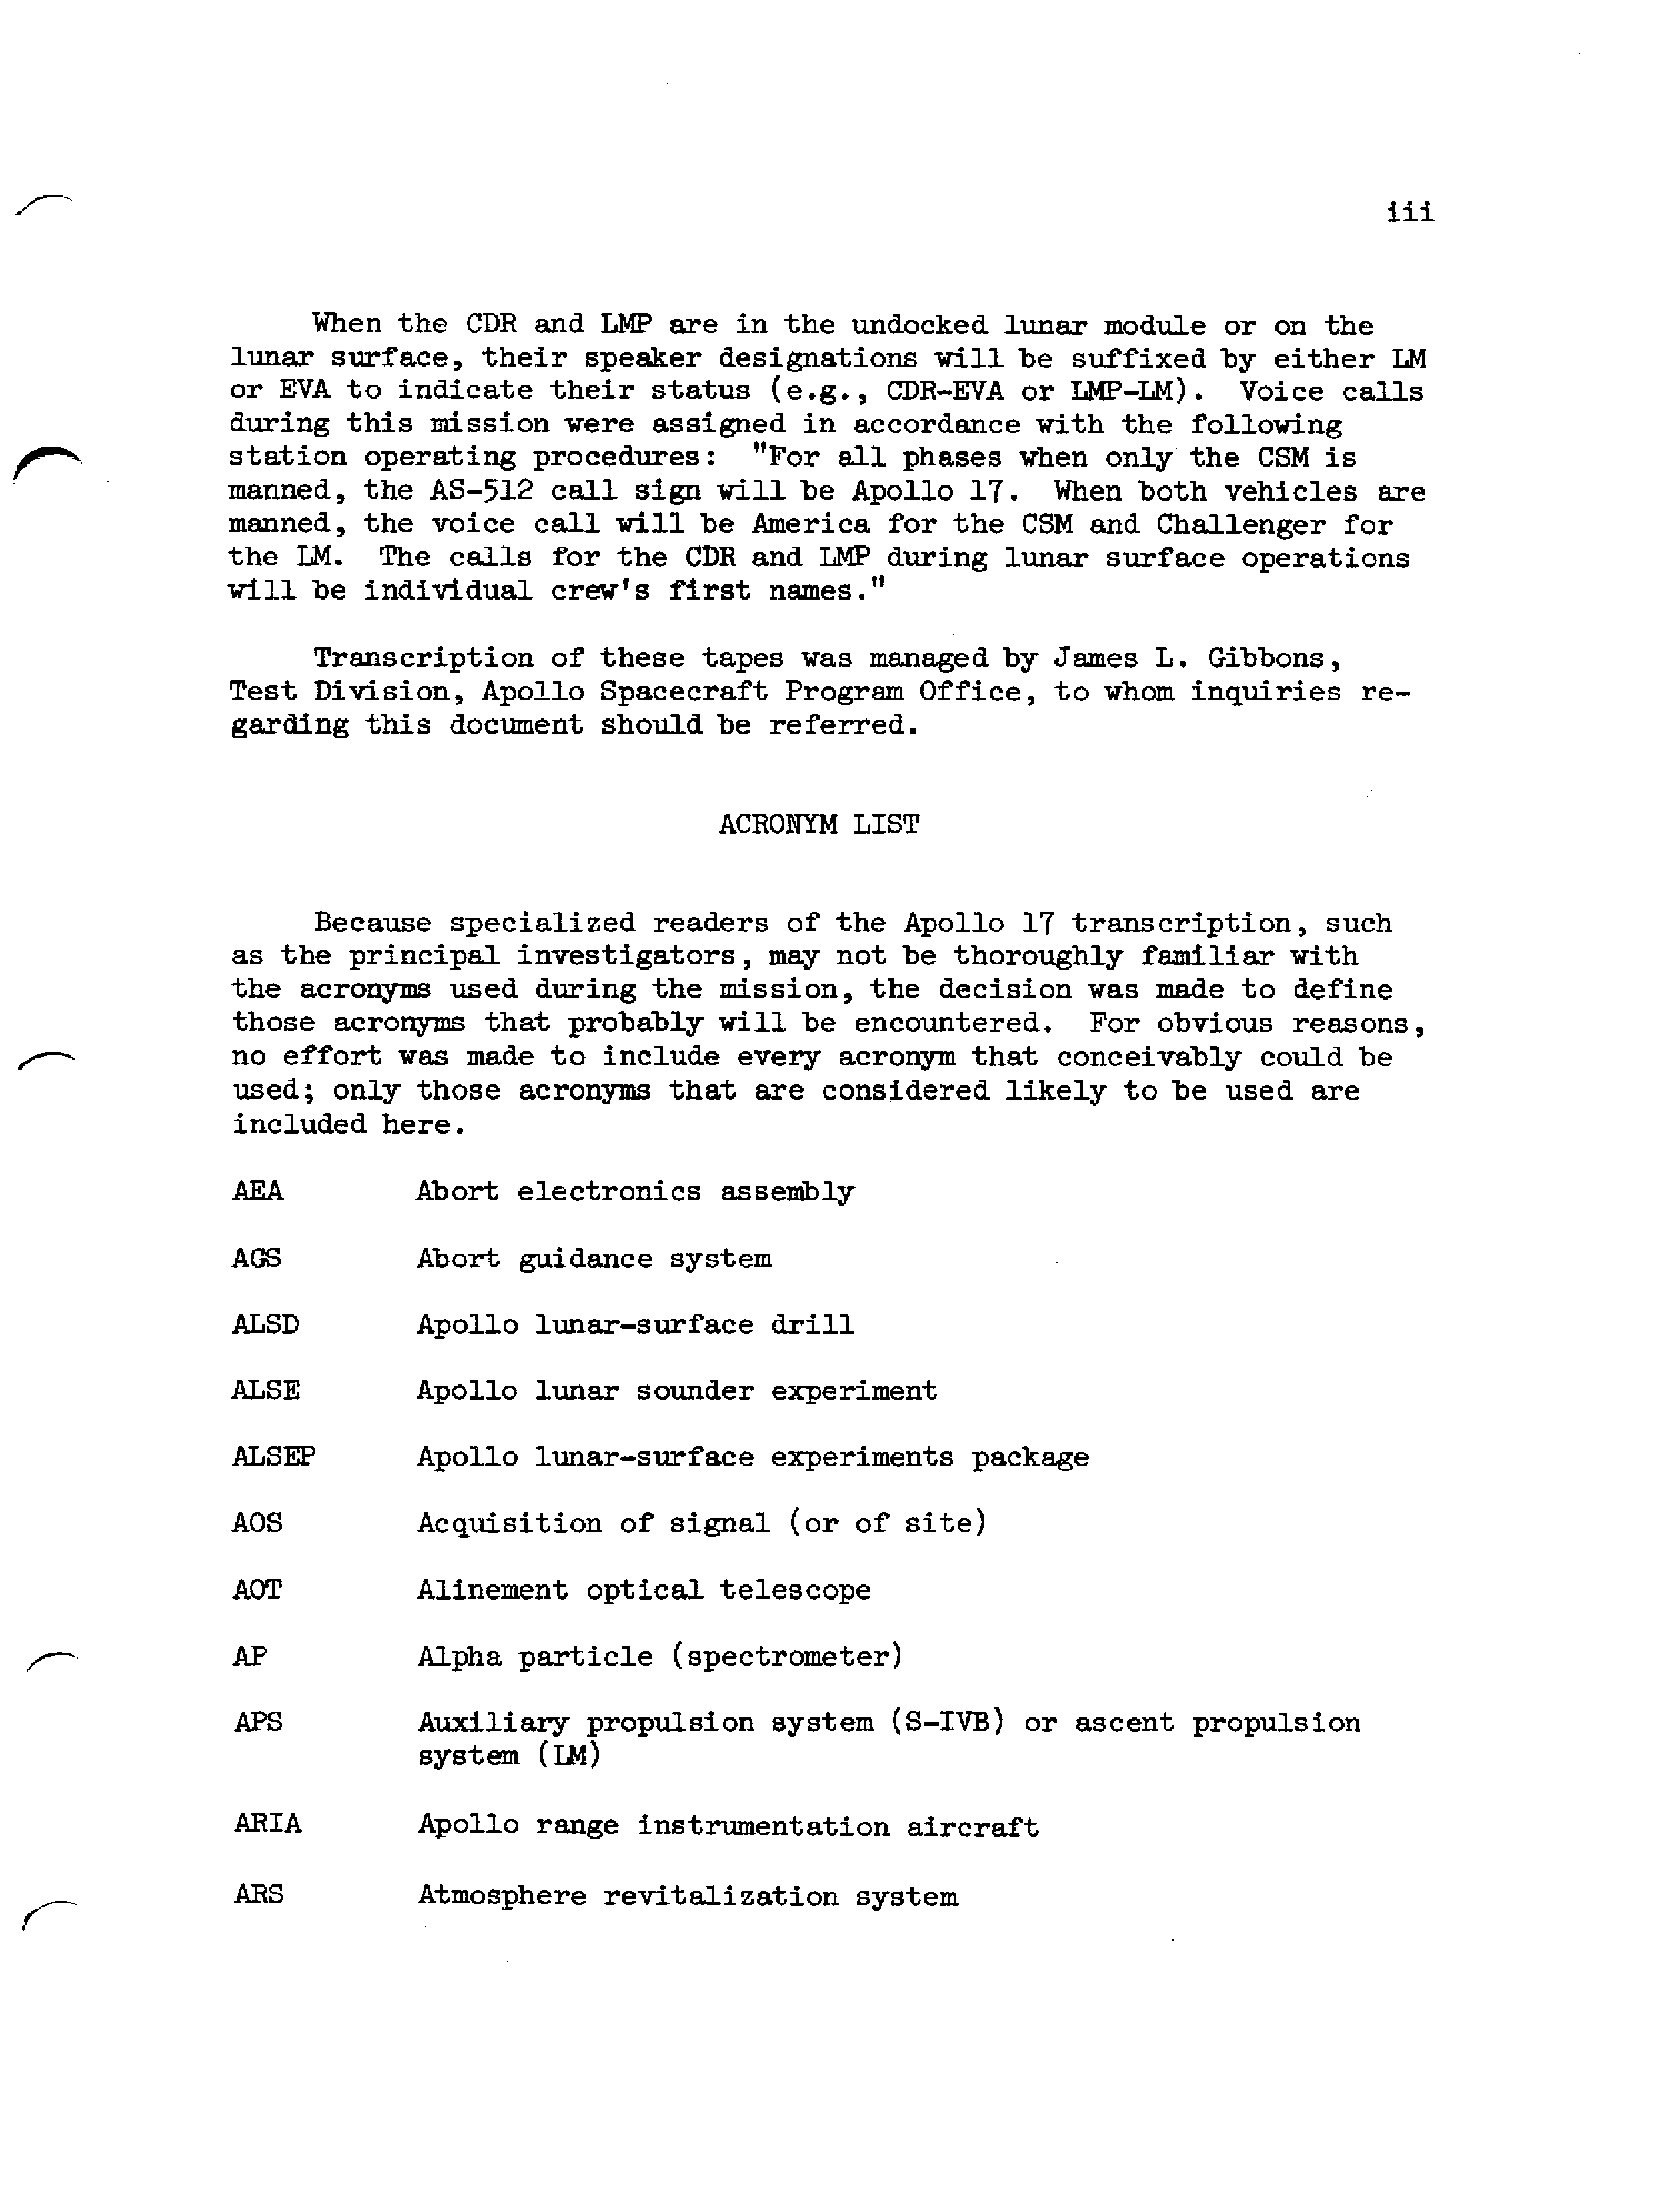 iii
When the CDR and LMP are in the undocked lunar module or on the
lunar surface, their speaker designations will be suffixed by either LM
or EVA to indicate their status (e.g., CDR-EVA or LMP-LM). Voice calls
during this mission were assigned in accordance with the following
station operating procedures: "For all phases when only the CSM is
manned, the AS-512 call sign will be Apollo 17. When both vehicles are
manned, the voice call will be America for the CSM and Challenger for
the LM. The calls for the CDR and LMP during lunar surface operations
will be individual crew's first names."
Transcription of these tapes was managed by James L. Gibbons,
Test Division, Apollo Spacecraft Program Office, to whom inquiries re-
garding this document should be referred.
ACRONYM LIST
Because specialized readers of the Apollo 17 transcription, such
as the principal investigators, may not be thoroughly familiar with
the acronyms used during the mission, the decision was made to define
those acronyms that probably will be encountered. For obvious reasons,
no effort was made to include every acronym that conceivably could be
used; only those acronyms that are considered likely to be used are
included here.
AEA Abort electronics assembly
AGS Abort guidance system
ALSD Apollo lunar-surface drill
ALSE Apollo lunar sounder experiment
ALSEP Apollo lunar-surface experiments package
AOS Acquisition of signal (or of site)
AOT Alinement optical telescope
AP Alpha particle (spectrometer)
APS Auxiliary propulsion system (S-IVB) or ascent propulsion
system (LM)
ARIA Apollo range instrumentation aircraft
ARS Atmosphere revitalization system